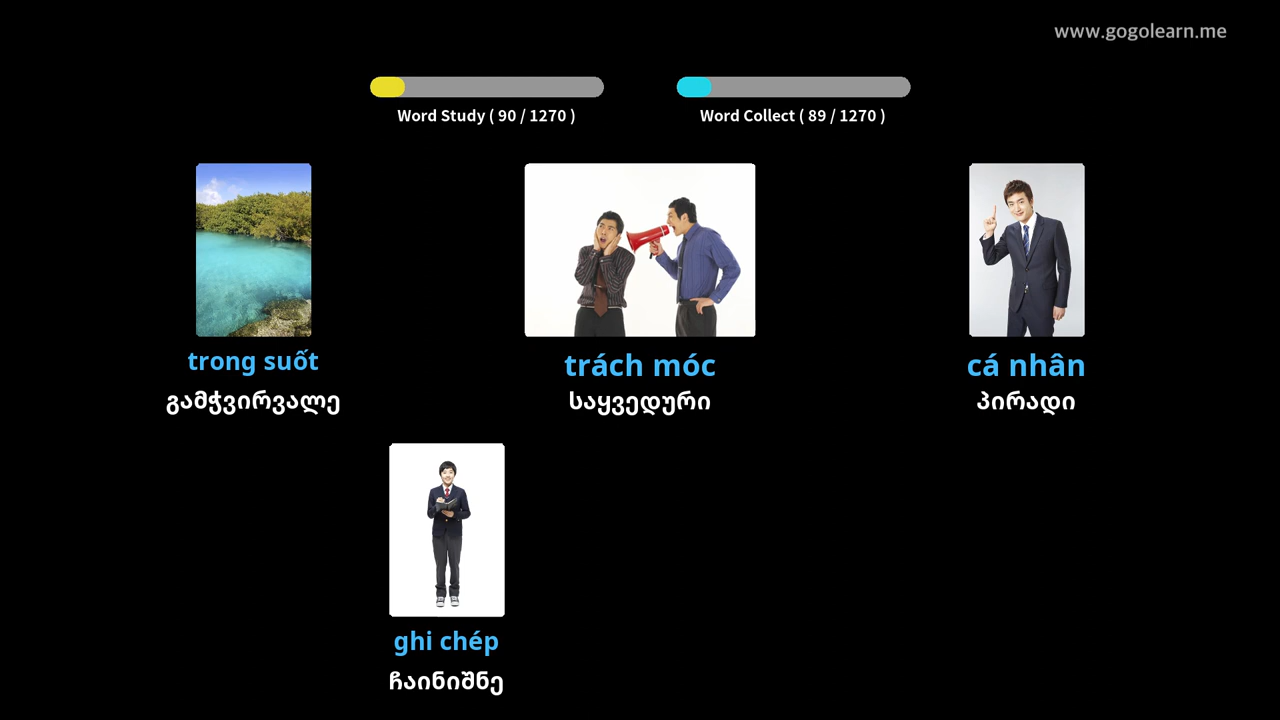 www.gogolearn.me
Word Study ( 90 / 1270 )
Word Collect ( 89 / 1270 )
trong suốt
გამჭვირვალე
trách móc
საყვედური
cá nhân
პირადი
ghi chép
ჩაინიშნე